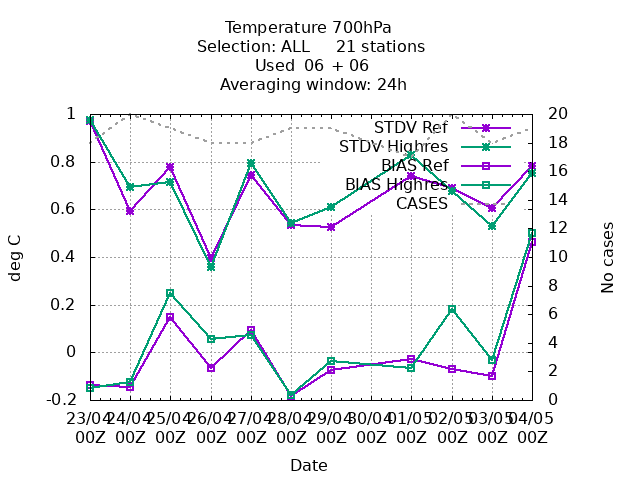 Temperature 700hPa
Selection: ALL     21 stations
Used  06 + 06
Averaging window: 24h
1
0.8
0.6
0.4
0.2
0
-0.2
deg C
20
18
16
14
12
10
8
6
4
2
0
No cases
STDV Ref
STDV Highres
BIAS Ref
BIAS Highres
CASES
23/04 24/04 25/04 26/04 27/04 28/04 29/04 30/04 01/05 02/05 03/05 04/05
00Z 00Z 00Z 00Z 00Z 00Z 00Z 00Z 00Z 00Z 00Z 00Z
Date